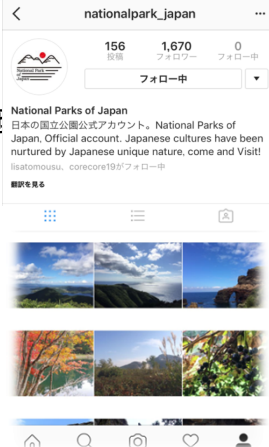 nationalpark_japan
National Park
of Japan
156
投稿
1,670
フォロワー
0
フォロー中
フォロー中
National Parks of Japan
日本の国立公園公式アカウント。National Parks of
Japan, Official account. Japanese cultures have been
nurtured by Japanese unique nature, come and Visit!
lisatomousu、corecore19がフォロー中
翻訳を見る